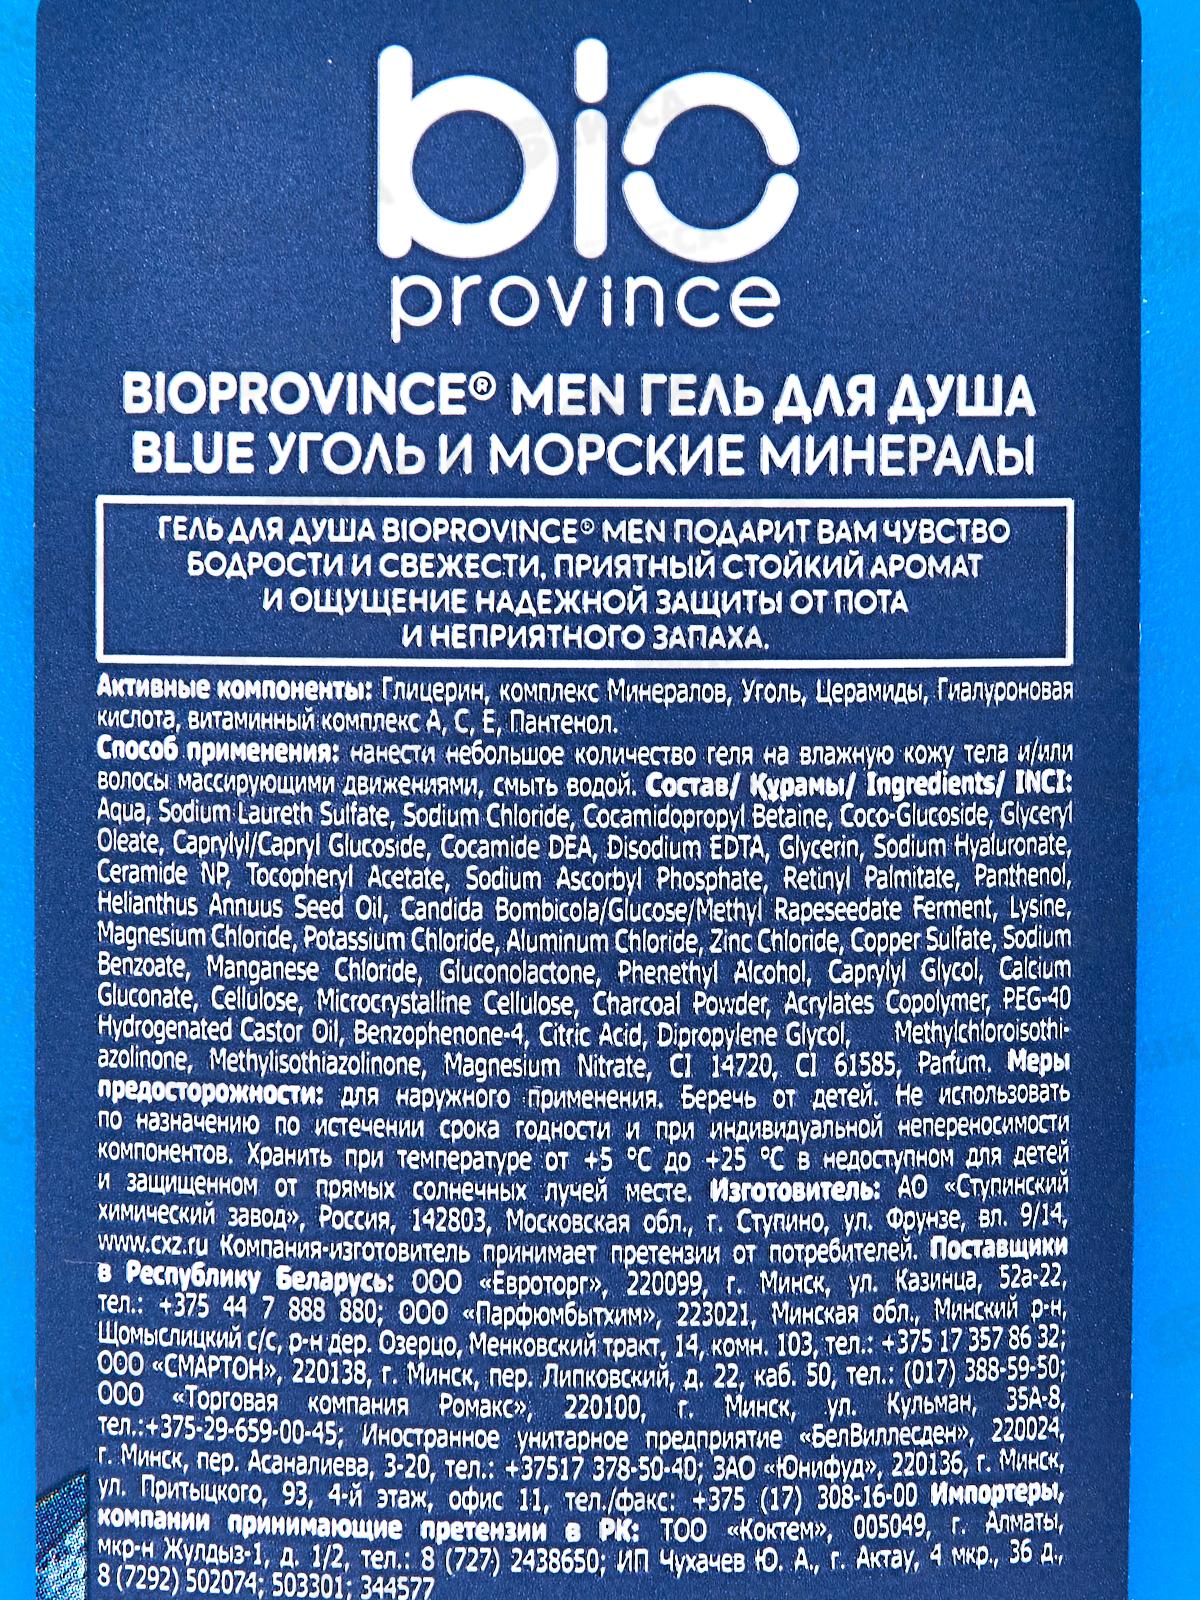 bio
province
BIOPROVINCE® MEN ГЕЛЬ ДЛЯ ДУША
BLUE УГОЛЬ И МОРСКИЕ МИНЕРАЛЫ
ГЕЛЬ ДЛЯ ДУША BIOPROVINCE® MEN ПОДАРИТ ВАМ ЧУВСТВО
БОДРОСТИ И СВЕЖЕСТИ, ПРИЯТНЫЙ СТОЙКИЙ АРОМАТ
И ОЩУЩЕНИЕ НАДЕЖНОЙ ЗАЩИТЫ ОТ ПОТА
И НЕПРИЯТНОГО ЗАПАХА.
Активные компоненты: Глицерин, комплекс Минералов, Уголь, Церамиды, Гиалуроновая
кислота, витаминный комплекс А, С, Е, Пантенол.
Способ применения: нанести небольшое количество геля на влажную кожу тела и/или
волосы массирующими движениями, смыть водой. Состав/ Құрамы/ Ingredients/ INCI:
Aqua, Sodium Laureth Sulfate, Sodium Chloride, Cocamidopropyl Betaine, Coco-Glucoside, Glyceryl
Oleate, Caprylyl/Capryl Glucoside, Cocamide DEA, Disodium EDTA, Glycerin, Sodium Hyaluronate,
Ceramide NP, Tocopheryl Acetate, Sodium Ascorbyl Phosphate, Retinyl Palmitate, Panthenol,
Helianthus Annuus Seed Oil, Candida Bombicola/Glucose/Methyl Rapeseedate Ferment, Lysine,
Magnesium Chloride, Potassium Chloride, Aluminum Chloride, Zinc Chloride, Copper Sulfate, Sodium
Benzoate, Manganese Chloride, Gluconolactone, Phenethyl Alcohol, Caprylyl Glycol, Calcium
Gluconate, Cellulose, Microcrystalline Cellulose, Charcoal Powder, Acrylates Copolymer, PEG-40
Hydrogenated Castor Oil, Benzophenone-4, Citric Acid, Dipropylene Glycol, Methylchloroisothi-
azolinone, Methylisothiazolinone, Magnesium Nitrate, CI 14720, CI 61585, Parfum. Меры
предосторожности: для наружного применения. Беречь от детей. Не использовать
по назначению по истечении срока годности и при индивидуальной непереносимости
компонентов. Хранить при температуре от +5 °С до +25 °С в недоступном для детей
и защищенном от прямых солнечных лучей месте. Изготовитель: АО «Ступинский
химический завод», Россия, 142803, Московская обл., г. Ступино, ул. Фрунзе, вл. 9/14,
www.cxz.ru Компания-изготовитель принимает претензии от потребителей. Поставщики
в Республику Беларусь: ООО «Евроторг», 220099, г. Минск, ул. Казинца, 52а-22,
тел.: +375 44 7 888 880; ООО «Парфюмбытхим», 223021, Минская обл., Минский р-н,
Щомыслицкий с/с, р-н дер. Озерцо, Менковский тракт, 14, комн. 103, тел.: +375 17 357 86 32;
ООО «СМАРТОН», 220138, г. Минск, пер. Липковский, д. 22, каб. 50, тел.: (017) 388-59-50;
ООО «Торговая компания Ромакс», 220100, г. Минск, ул. Кульман, 35А-8,
тел.:+375-29-659-00-45; Иностранное унитарное предприятие «БелВиллесден», 220024,
г. Минск, пер. Асаналиева, 3-20, тел.: +37517 378-50-40; ЗАО «Юнифуд», 220136, г. Минск,
ул. Притыцкого, 93, 4-й этаж, офис 11, тел./факс: +375 (17) 308-16-00 Импортеры,
компании принимающие претензии в РК: ТОО «Коктем», 005049, г. Алматы,
мкр-н Жулдыз-1, д. 1/2, тел.: 8 (727) 2438650; ИП Чухачев Ю. А., г. Актау, 4 мкр., 36 д.,
8 (7292) 502074; 503301; 344577